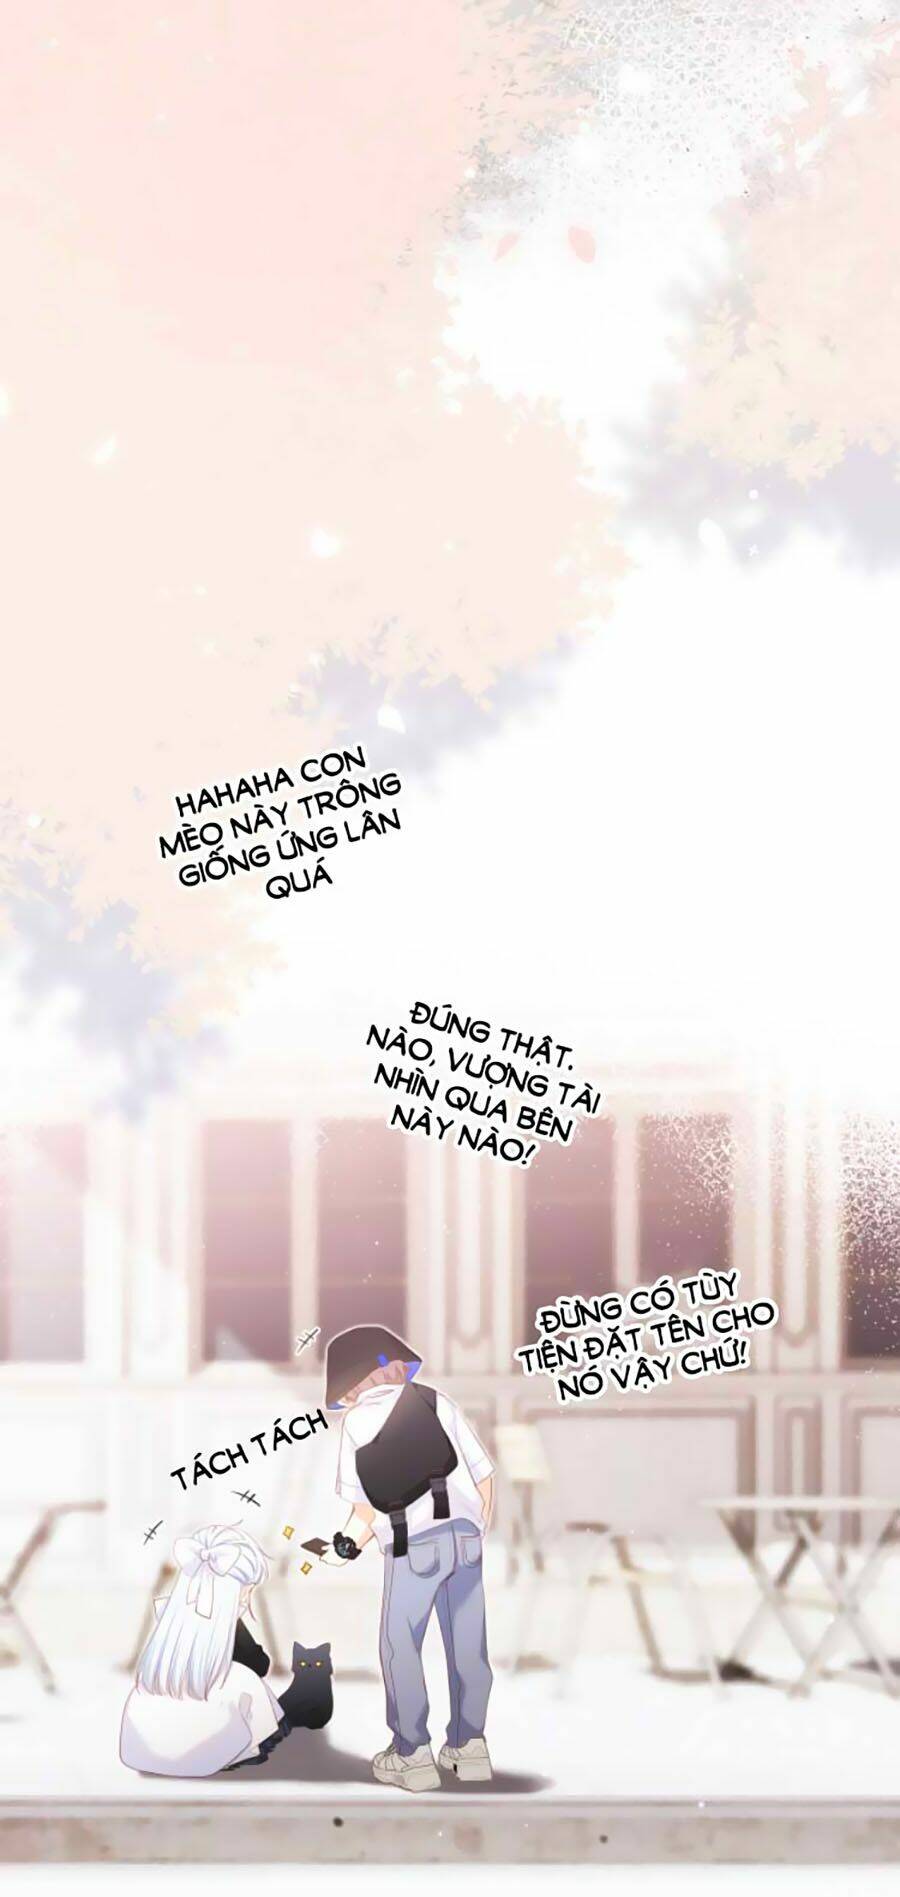 HAHAHA CON
MÈO NÀY TRÔNG
GIỐNG ỨNG LÂN
QUÁ
ĐÚNG THẬT.
NÀO, VƯỢNG TÀI
NHÌN QUA BÊN
NÀY NÀO!
ĐỪNG CÓ TÙY
TIỆN ĐẶT TÊN CHO
NÓ VẬY CHỨ!
TÁCH TÁCH